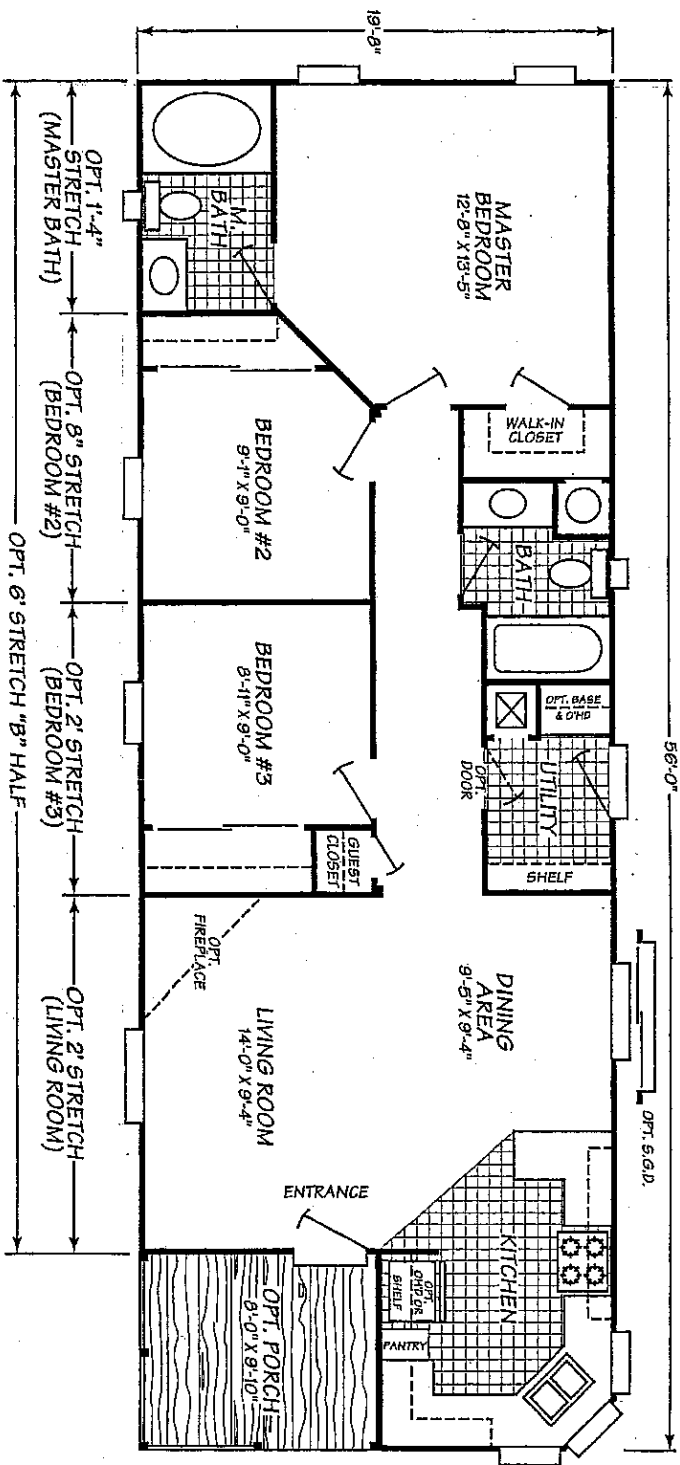 19'-8"
56'-0"
MASTER
BEDROOM
12'-8" X 13'-5"
M.
BATH
WALK-IN
CLOSET
BEDROOM #2
9'-1" X 9'-0"
BATH
BEDROOM #3
8'-11" X 9'-0"
OPT. BASE
& O'HD
UTILITY
OPT.
DOOR
SHELF
GUEST
CLOSET
OPT.
FIREPLACE
LIVING ROOM
14'-0" X 9'-4"
DINING
AREA
9'-5" X 9'-4"
OPT. S.G.D.
ENTRANCE
KITCHEN
OPT.
OHD OR
SHELF
PANTRY
OPT. PORCH
8'-0" X 9'-10"
OPT. 1'-4"
STRETCH
(MASTER BATH)
OPT. 8" STRETCH
(BEDROOM #2)
OPT. 2' STRETCH
(BEDROOM #3)
OPT. 2' STRETCH
(LIVING ROOM)
OPT. 6' STRETCH "B" HALF